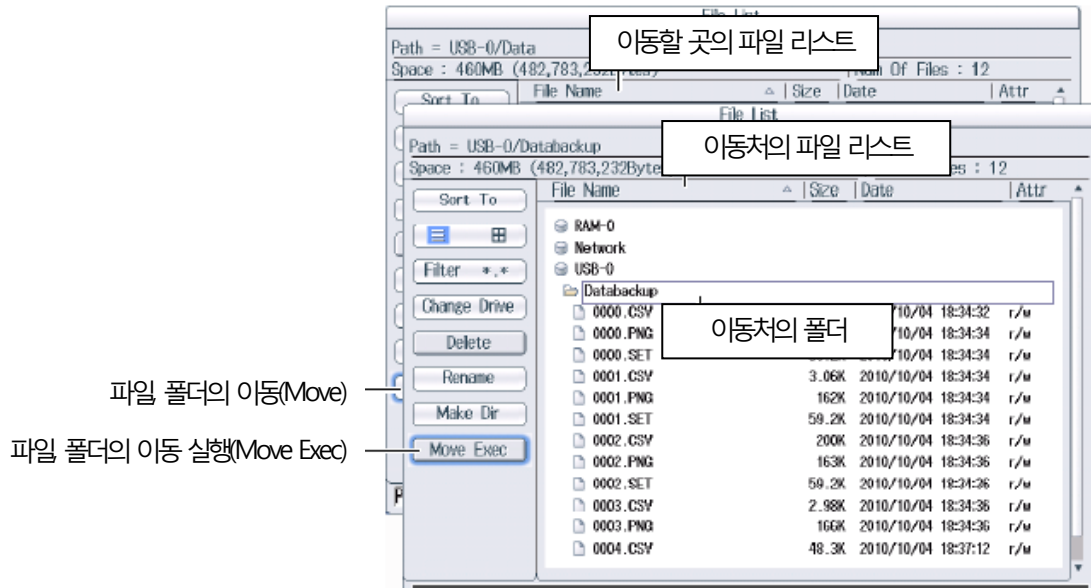 File List
Path = USB-0/Data
이동할 곳의 파일 리스트
Space : 460MB (482,783,232Bytes) Num Of Files : 12
Sort To
File Name Size Date Attr
File List
Path = USB-0/Databackup
이동처의 파일 리스트
Space : 460MB (482,783,232Byte es : 12
File Name Size Date Attr
Sort To
RAM-0
Network
USB-0
Filter *.*
Databackup
Change Drive
0000.CSV /10/04 18:34:32 r/w
이동처의 폴더
0000.PNG /10/04 18:34:34 r/w
Delete
0000.SET 2010/10/04 18:34:34 r/w
Rename
0001.CSV 3.06K 2010/10/04 18:34:34 r/w
파일, 폴더의 이동(Move)
0001.PNG 162K 2010/10/04 18:34:34 r/w
Make Dir
0001.SET 59.2K 2010/10/04 18:34:34 r/w
0002.CSV 200K 2010/10/04 18:34:36 r/w
파일, 폴더의 이동 실행(Move Exec)
Move Exec
0002.PNG 163K 2010/10/04 18:34:36 r/w
0002.SET 59.2K 2010/10/04 18:34:36 r/w
P
0003.CSV 2.98K 2010/10/04 18:34:36 r/w
0003.PNG 166K 2010/10/04 18:34:36 r/w
0004.CSV 48.3K 2010/10/04 18:37:12 r/w